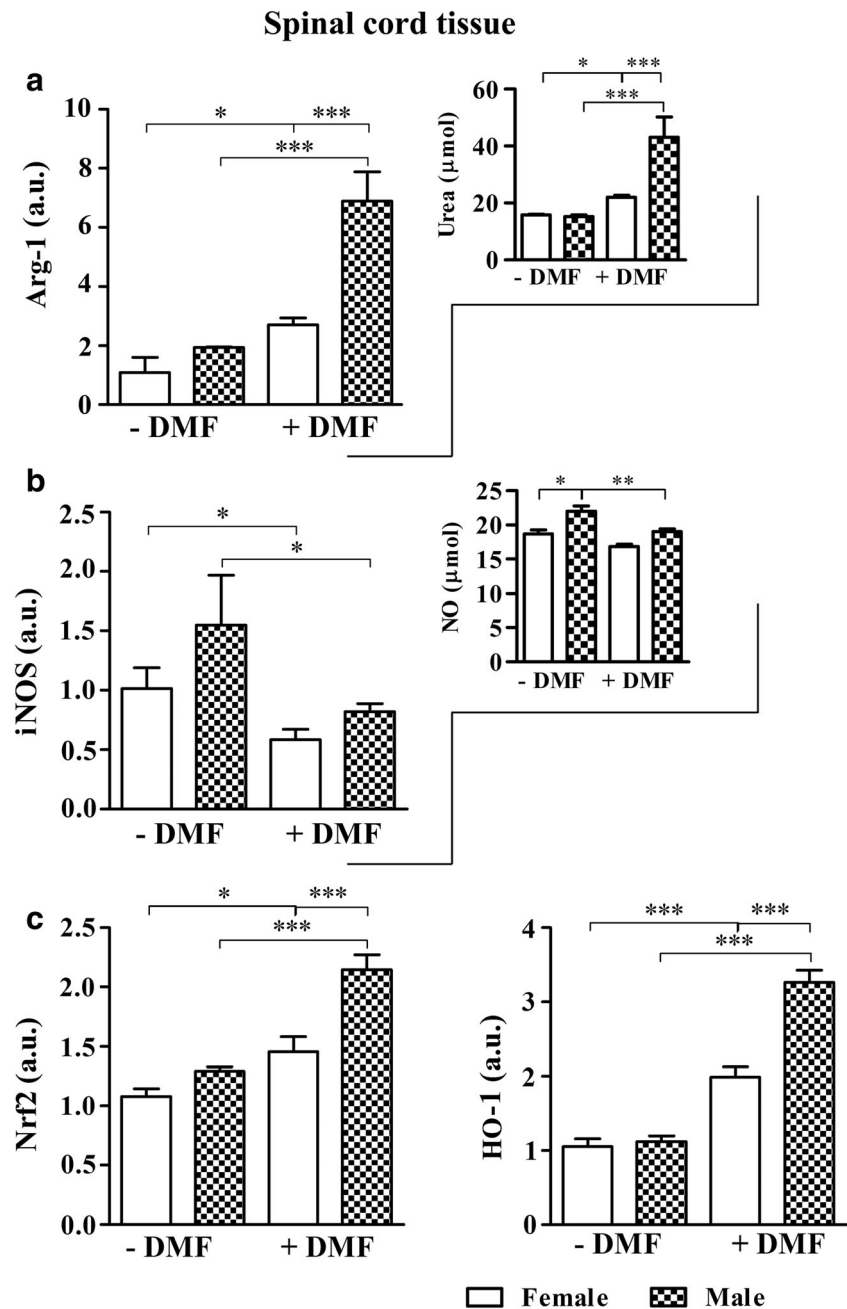 Spinal cord tissue
a
Arg-1 (a.u.)
10
8
6
4
2
0
* ***
***
- DMF + DMF
Urea (µmol)
60
40
20
0
* ***
***
- DMF + DMF
b
iNOS (a.u.)
2.5
2.0
1.5
1.0
0.5
0.0
*
*
- DMF + DMF
NO (µmol)
25
20
15
10
5
0
* **
- DMF + DMF
c
Nrf2 (a.u.)
2.5
2.0
1.5
1.0
0.5
0.0
* ***
***
- DMF + DMF
HO-1 (a.u.)
4
3
2
1
0
*** ***
***
- DMF + DMF
Female Male